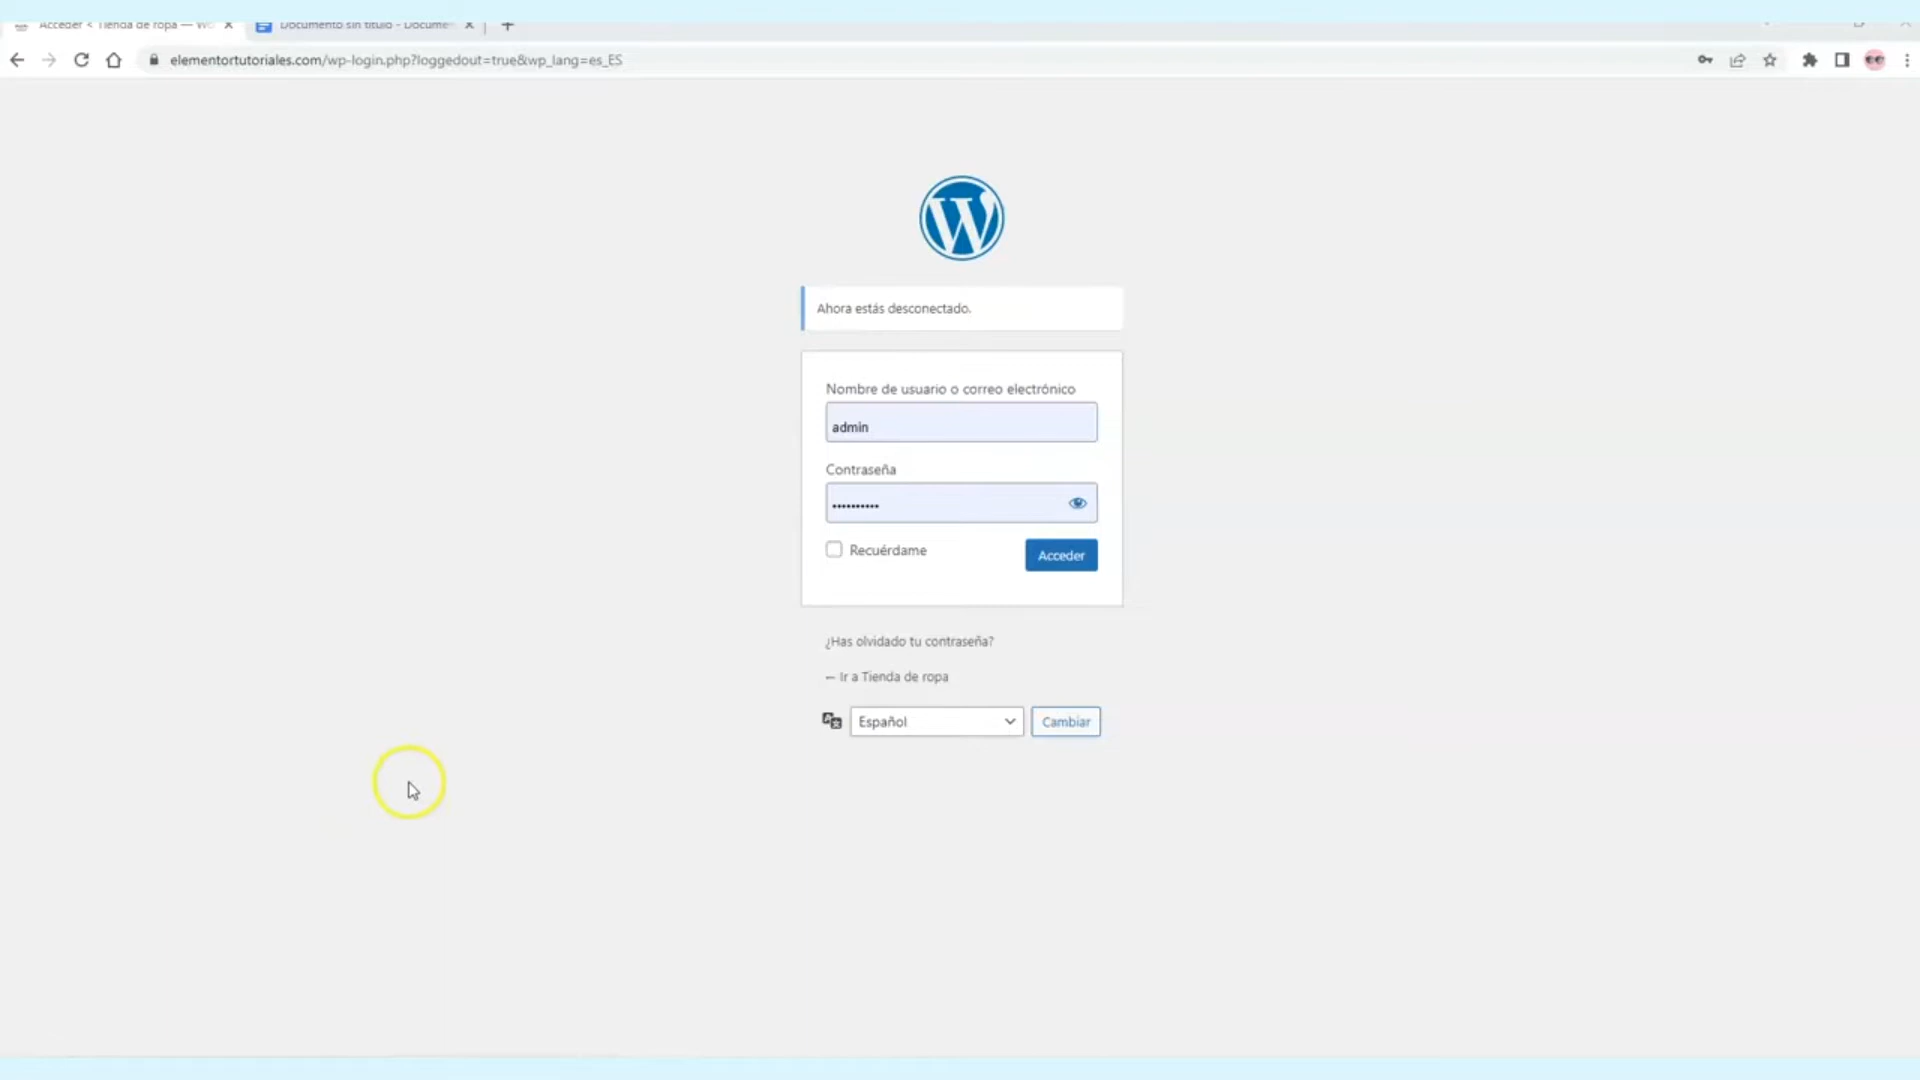 Acceder < Tienda de ropa — Wo
Documento sin título - Docume
elementortutoriales.com/wp-login.php?loggedout=true&wp_lang=es_ES
Ahora estás desconectado.
Nombre de usuario o correo electrónico
admin
Contraseña
••••••••••
Recuérdame
Acceder
¿Has olvidado tu contraseña?
← Ir a Tienda de ropa
Español
Cambiar